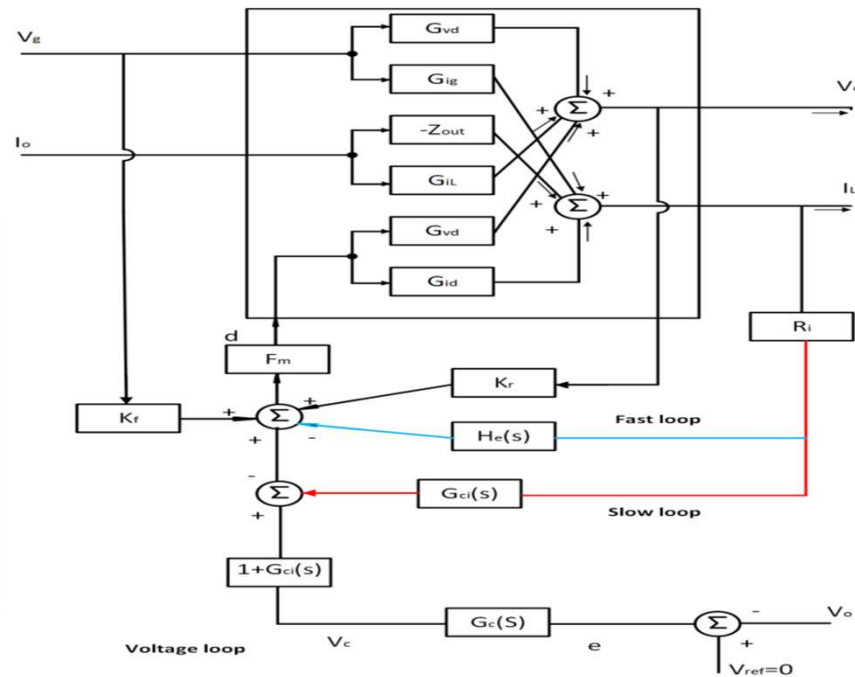 Gvd
Vg
Gig
+
+
+
Σ
-Zout
Io
GiL
+
+
Σ
+
Gvd
Gid
Ri
d
Fm
Kr
+
Kf
+
Σ
+
-
He(s)
Fast loop
-
Σ
+
Gci(s)
Slow loop
1+Gci(s)
Gc(S)
Σ
-
Vo
+
Voltage loop
Vc
e
Vref=0